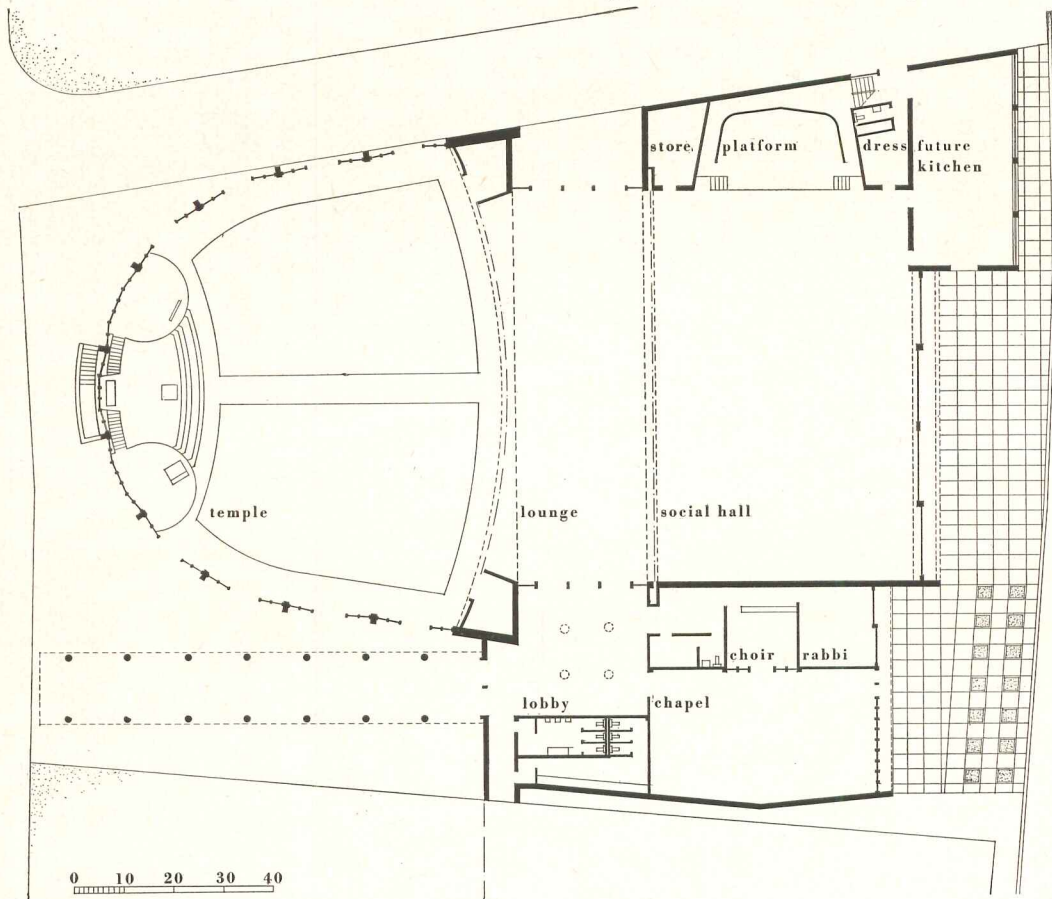 store
platform
dress
future
kitchen
temple
lounge
social hall
choir
rabbi
lobby
chapel
0 10 20 30 40